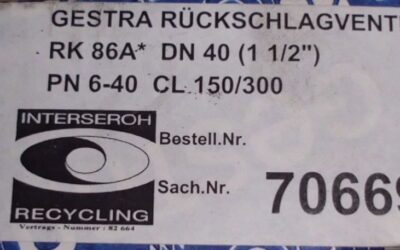 GESTRA RÜCKSCHLAGVENT
RK 86A* DN 40 (1 1/2")
PN 6-40 CL 150/300
INTERSEROH
RECYCLING
Vertrags - Nummer : 82 664
Bestell.Nr.
Sach.Nr. 70669